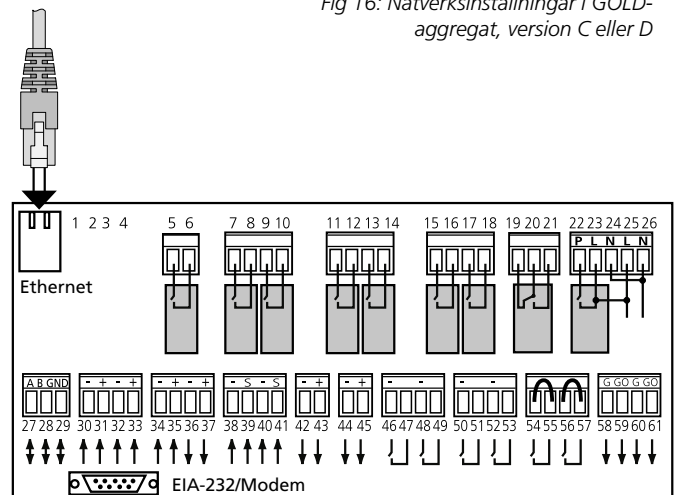 Fig 16: Nätverksinställningar i GOLD-
aggregat, version C eller D
1 2 3 4 5 6 7 8 9 10 11 12 13 14 15 16 17 18 19 20 21 22 23 24 25 26
P L N L N
Ethernet
A B GND - + - + - + - + - S - S - + - + - - - - G G0 G G0
27 28 29 30 31 32 33 34 35 36 37 38 39 40 41 42 43 44 45 46 47 48 49 50 51 52 53 54 55 56 57 58 59 60 61
EIA-232/Modem